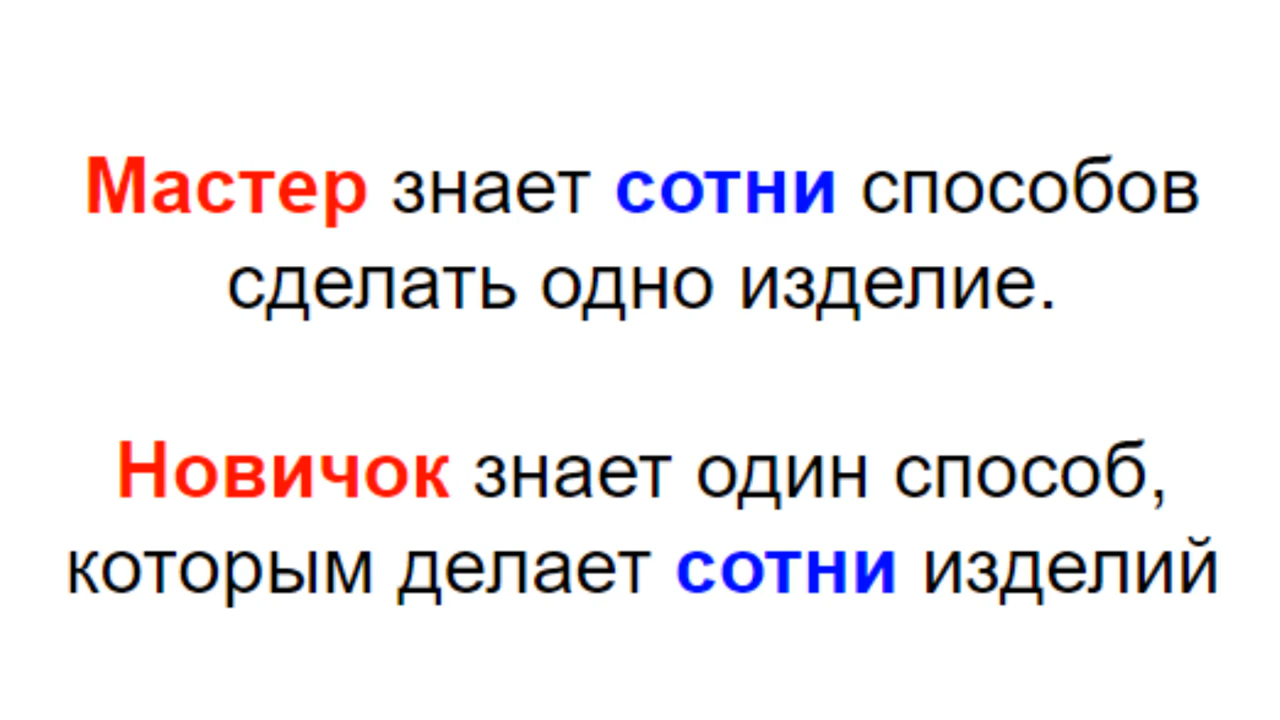 Мастер знает сотни способов
сделать одно изделие.
Новичок знает один способ,
которым делает сотни изделий